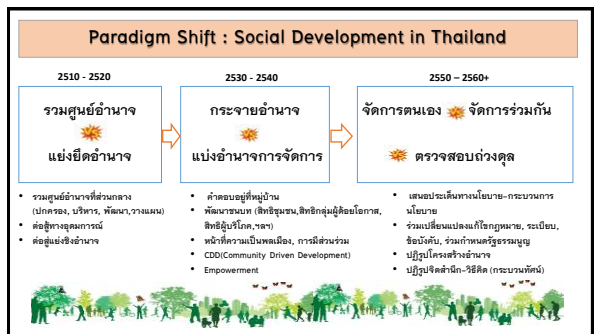 Paradigm Shift : Social Development in Thailand
2510 - 2520
รวมศูนย์อำนาจ
แย่งยึดอำนาจ
• รวมศูนย์อำนาจที่ส่วนกลาง
(ปกครอง, บริหาร, พัฒนา,วางแผน)
• ต่อสู้ทางอุดมการณ์
• ต่อสู่แย่งชิงอำนาจ
2530 - 2540
กระจายอำนาจ
แบ่งอำนาจการจัดการ
• คำตอบอยู่ที่หมู่บ้าน
• พัฒนาชนบท (สิทธิชุมชน,สิทธิกลุ่มผู้ด้อยโอกาส,
สิทธิผู้บริโภค,ฯลฯ)
• หน้าที่ความเป็นพลเมือง, การมีส่วนร่วม
• CDD(Community Driven Development)
• Empowerment
2550 – 2560+
จัดการตนเอง จัดการร่วมกัน
ตรวจสอบถ่วงดุล
• เสนอประเด็นทางนโยบาย-กระบวนการ
นโยบาย
• ร่วมเปลี่ยนแปลงแก้ไขกฎหมาย, ระเบียบ,
ข้อบังคับ, ร่วมกำหนดรัฐธรรมนูญ
• ปฏิรูปโครงสร้างอำนาจ
• ปฏิรูปจิตสำนึก-วิธีคิด (กระบวนทัศน์)